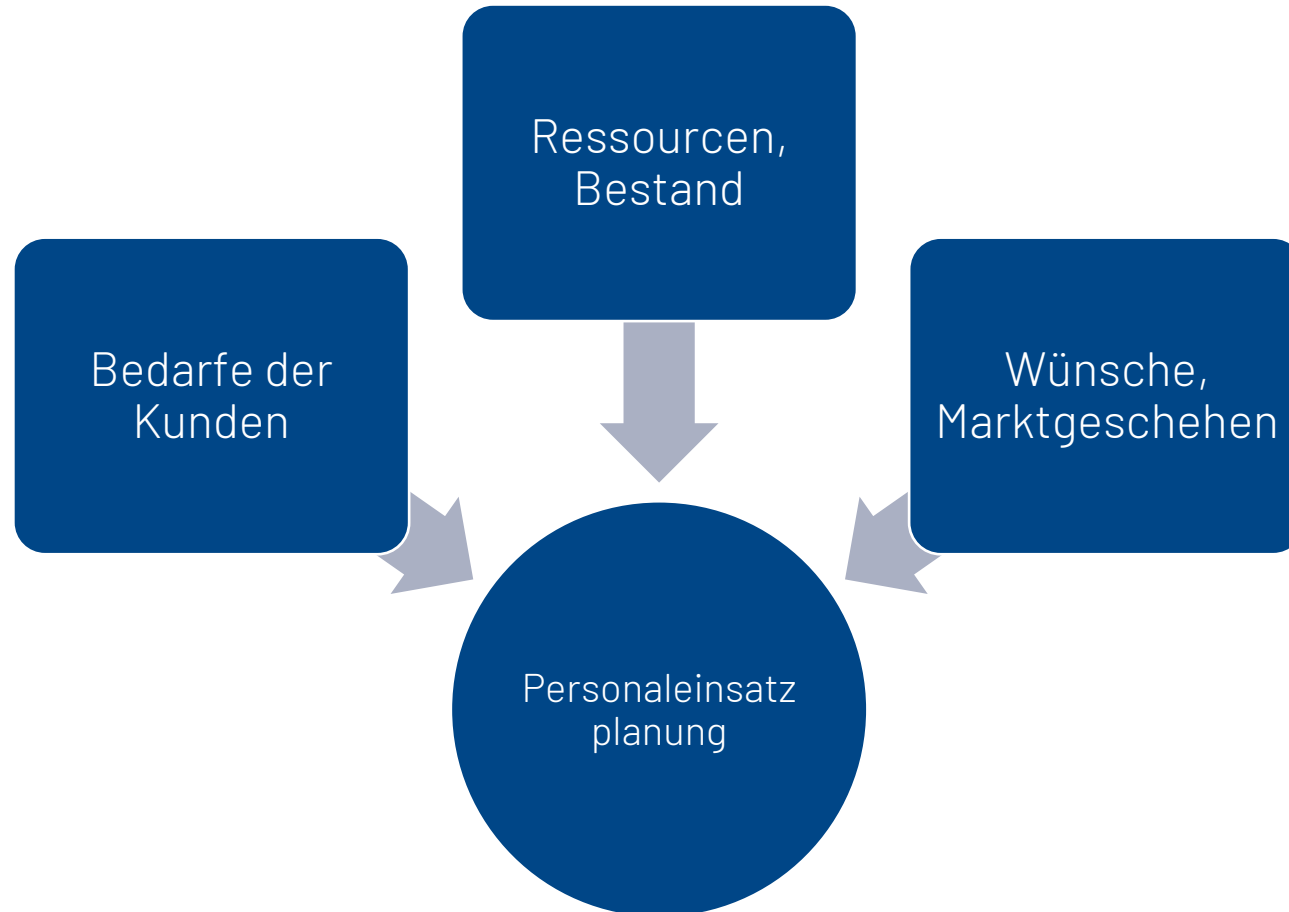 Ressourcen,
Bestand
Bedarfe der
Kunden
Wünsche,
Marktgeschehen
Personaleinsatz
planung